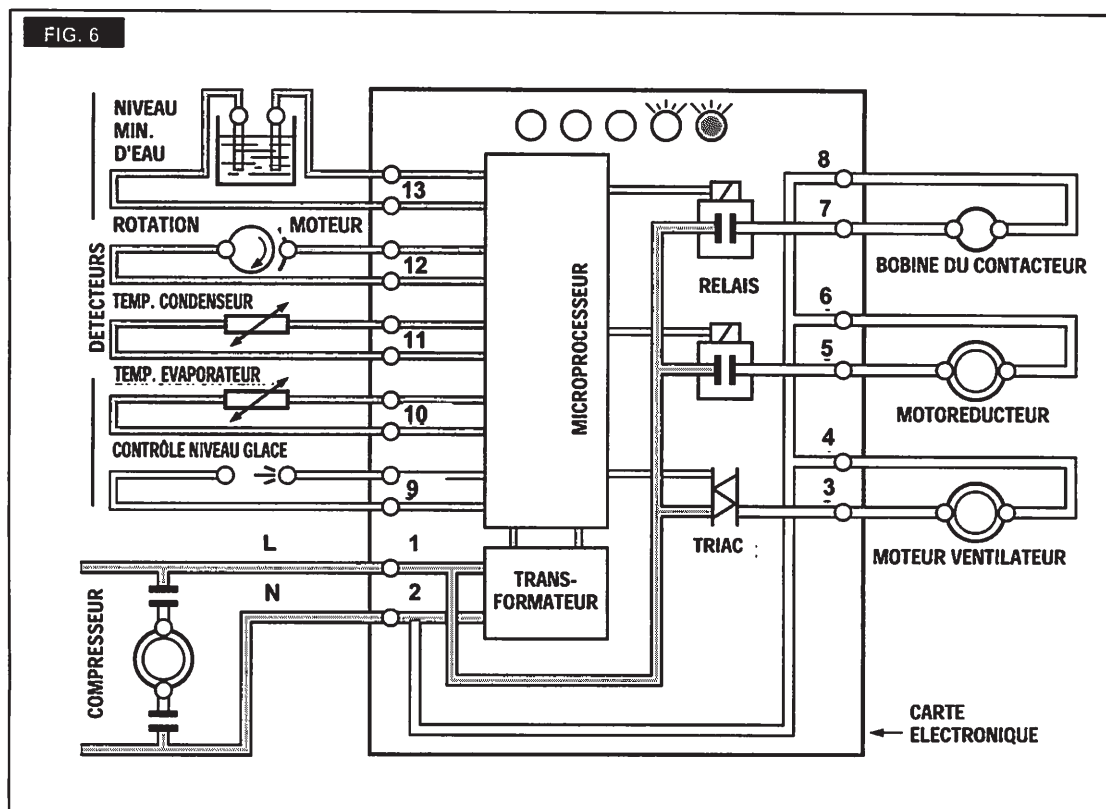 FIG. 6
NIVEAU
MIN.
D'EAU
13
ROTATION
MOTEUR
12
DETECTEURS
TEMP. CONDENSEUR
11
TEMP. EVAPORATEUR
10
CONTRÔLE NIVEAU GLACE
9
L
1
N
2
COMPRESSEUR
MICROPROCESSEUR
TRANS-
FORMATEUR
RELAIS
TRIAC
8
7
BOBINE DU CONTACTEUR
6
5
MOTOREDUCTEUR
4
3
MOTEUR VENTILATEUR
CARTE
ELECTRONIQUE